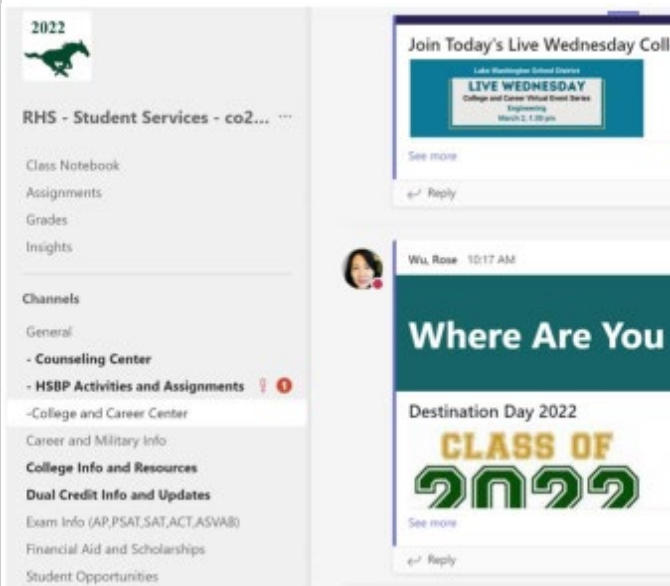 2022
RHS - Student Services - co2... ...
Class Notebook
Assignments
Grades
Insights
Channels
General
- Counseling Center
- HSBP Activities and Assignments ! 1
-College and Career Center
Career and Military Info
College Info and Resources
Dual Credit Info and Updates
Exam Info (AP,PSAT,SAT,ACT,ASVAB)
Financial Aid and Scholarships
Student Opportunities
Join Today's Live Wednesday Coll
Lake Washington School District
LIVE WEDNESDAY
College and Career Virtual Event Series
Engineering
March 2, 1:30 pm
See more
Reply
Wu, Rose 10:17 AM
Where Are You
Destination Day 2022
CLASS OF
2022
See more
Reply